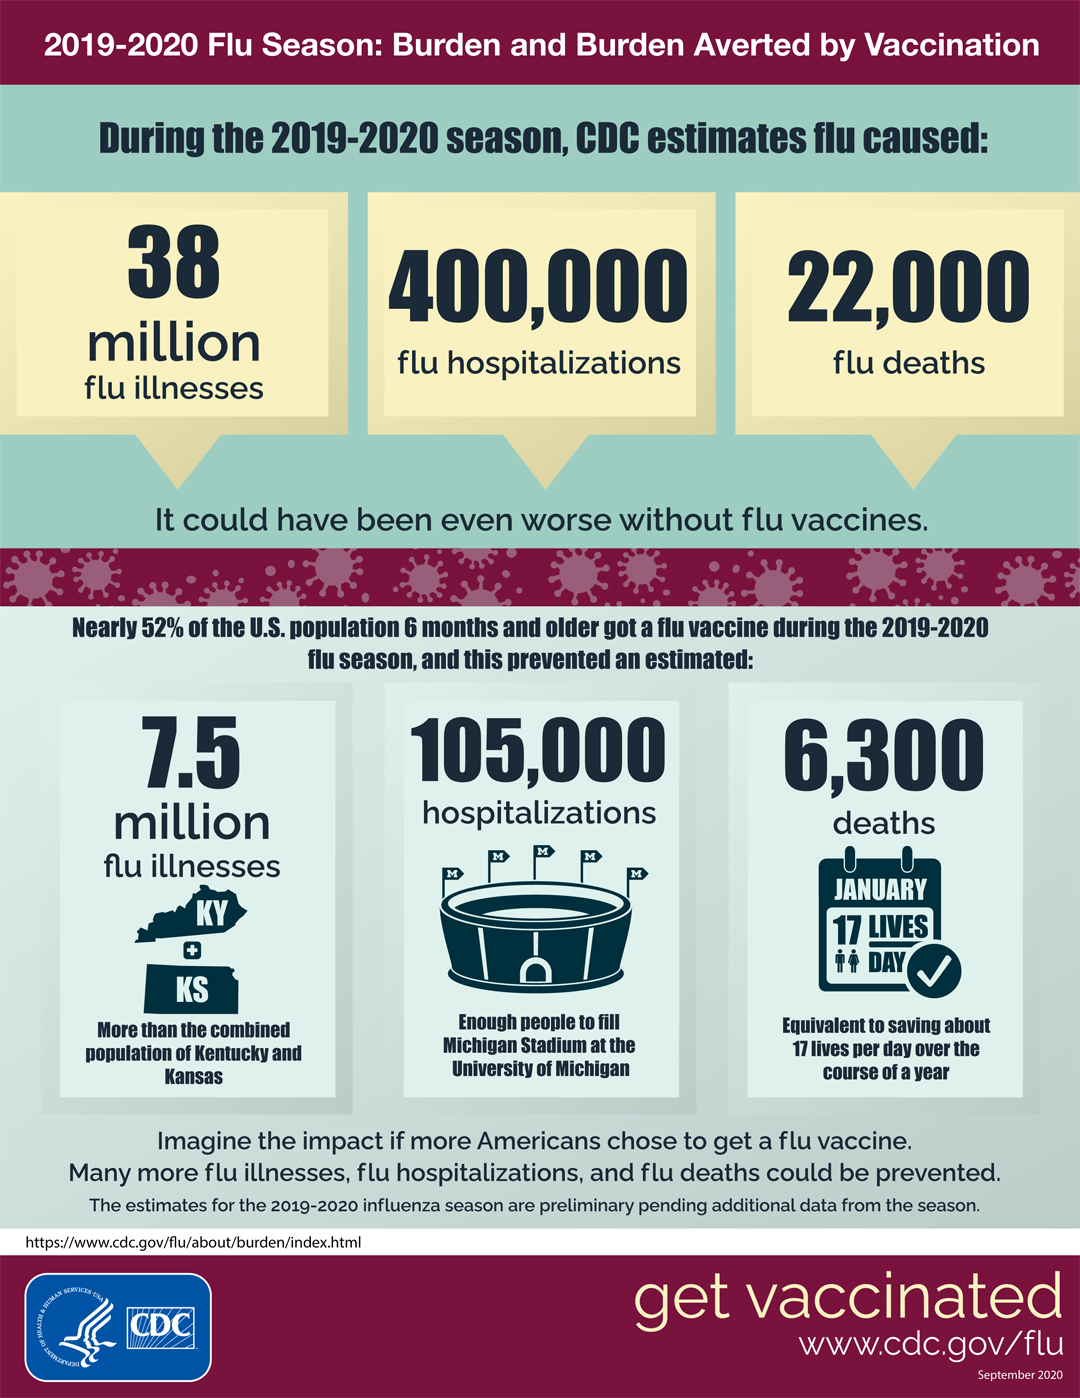 2019-2020 Flu Season: Burden and Burden Averted by Vaccination
During the 2019-2020 season, CDC estimates flu caused:
38
million
flu illnesses
400,000
flu hospitalizations
22,000
flu deaths
It could have been even worse without flu vaccines.
Nearly 52% of the U.S. population 6 months and older got a flu vaccine during the 2019-2020
flu season, and this prevented an estimated:
7.5
million
flu illnesses
KY
KS
More than the combined
population of Kentucky and
Kansas
105,000
hospitalizations
M M M M M
Enough people to fill
Michigan Stadium at the
University of Michigan
6,300
deaths
JANUARY
17 LIVES
DAY
Equivalent to saving about
17 lives per day over the
course of a year
Imagine the impact if more Americans chose to get a flu vaccine.
Many more flu illnesses, flu hospitalizations, and flu deaths could be prevented.
The estimates for the 2019-2020 influenza season are preliminary pending additional data from the season.
https://www.cdc.gov/flu/about/burden/index.html
DEPARTMENT OF HEALTH & HUMAN SERVICES·USA
CDC
get vaccinated
www.cdc.gov/flu
September 2020